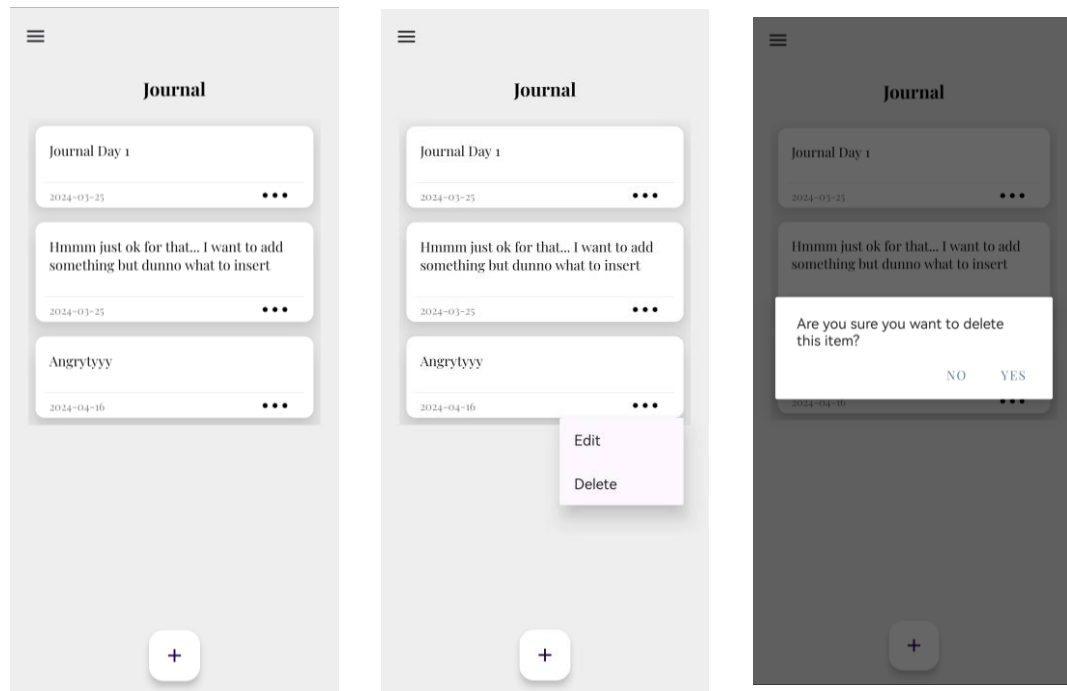 Journal
Journal Day 1
2024-03-25
Hmmm just ok for that... I want to add
something but dunno what to insert
2024-03-25
Angrytyyy
2024-04-16
Journal
Journal Day 1
2024-03-25
Hmmm just ok for that... I want to add
something but dunno what to insert
2024-03-25
Angrytyyy
2024-04-16
Edit
Delete
Journal
Journal Day 1
2024-03-25
Hmmm just ok for that... I want to add
something but dunno what to insert
Are you sure you want to delete
this item?
NO YES
2024-04-16